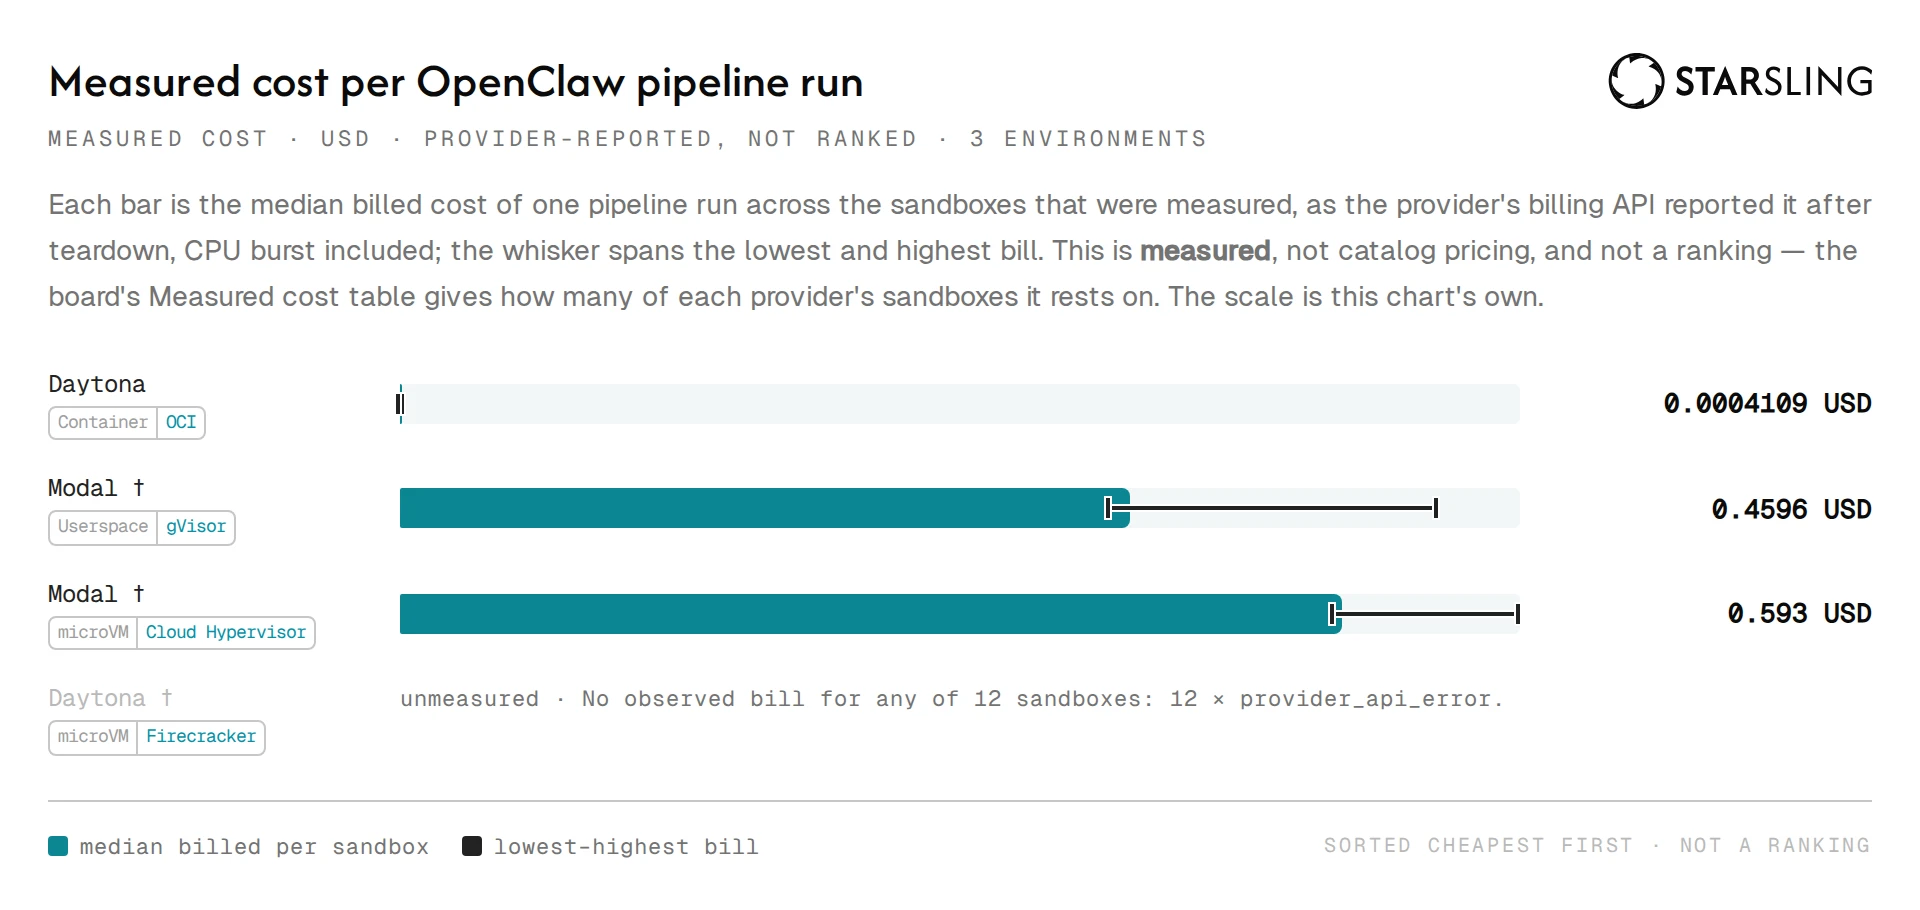 Measured cost per OpenClaw pipeline run
STARSLING
MEASURED COST · USD · PROVIDER-REPORTED, NOT RANKED · 3 ENVIRONMENTS
Each bar is the median billed cost of one pipeline run across the sandboxes that were measured, as the provider's billing API reported it after
teardown, CPU burst included; the whisker spans the lowest and highest bill. This is measured, not catalog pricing, and not a ranking — the
board's Measured cost table gives how many of each provider's sandboxes it rests on. The scale is this chart's own.
Daytona
Container OCI
0.0004109 USD
Modal †
Userspace gVisor
0.4596 USD
Modal †
microVM Cloud Hypervisor
0.593 USD
Daytona †
microVM Firecracker
unmeasured · No observed bill for any of 12 sandboxes: 12 × provider_api_error.
median billed per sandbox
lowest-highest bill
SORTED CHEAPEST FIRST · NOT A RANKING